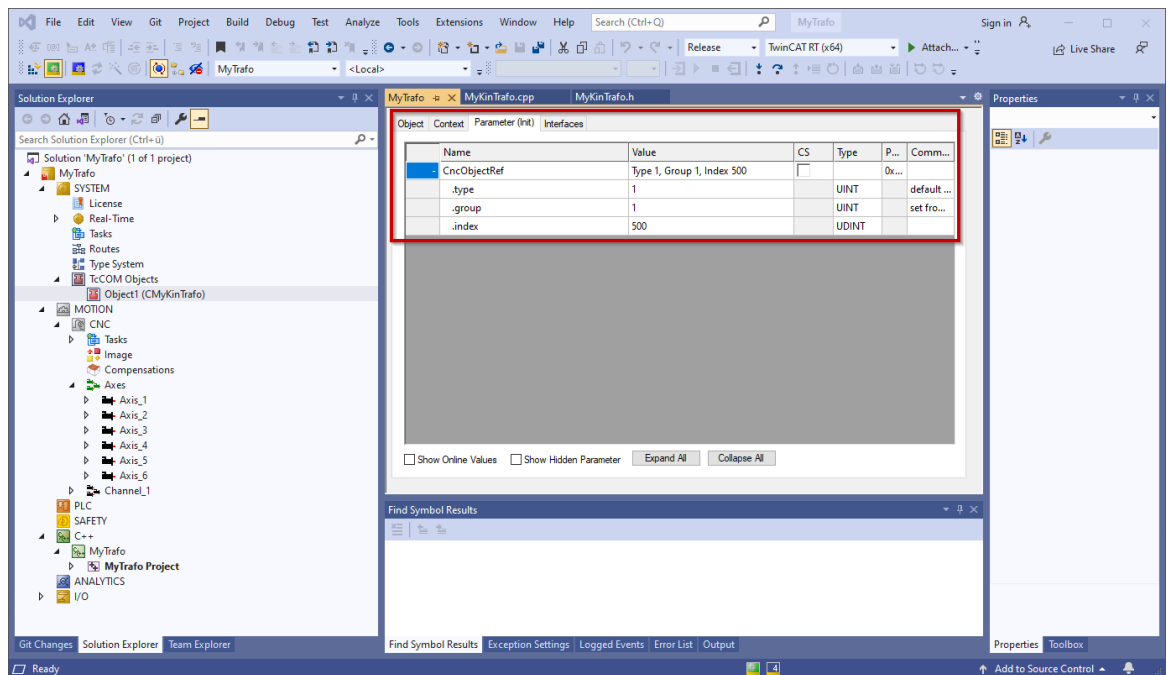 File Edit View Git Project Build Debug Test Analyze Tools Extensions Window Help Search (Ctrl+Q) MyTrafo Sign in
Release TwinCAT RT (x64) Attach... Live Share
MyTrafo <Local>
Solution Explorer
Search Solution Explorer (Ctrl+ü)
Solution 'MyTrafo' (1 of 1 project)
MyTrafo
SYSTEM
License
Real-Time
Tasks
Routes
Type System
TcCOM Objects
Object1 (CMyKinTrafo)
MOTION
CNC
Tasks
Image
Compensations
Axes
Axis_1
Axis_2
Axis_3
Axis_4
Axis_5
Axis_6
Channel_1
PLC
SAFETY
C++
MyTrafo
MyTrafo Project
ANALYTICS
I/O
Git Changes Solution Explorer Team Explorer
MyTrafo MyKinTrafo.cpp MyKinTrafo.h
Object Context Parameter (Init) Interfaces
Name Value CS Type P... Comm...
CncObjectRef Type 1, Group 1, Index 500 0x...
.type 1 UINT default ...
.group 1 UINT set fro...
.index 500 UDINT
Show Online Values Show Hidden Parameter Expand All Collapse All
Find Symbol Results
Find Symbol Results Exception Settings Logged Events Error List Output
Properties
Properties Toolbox
Ready 4 Add to Source Control